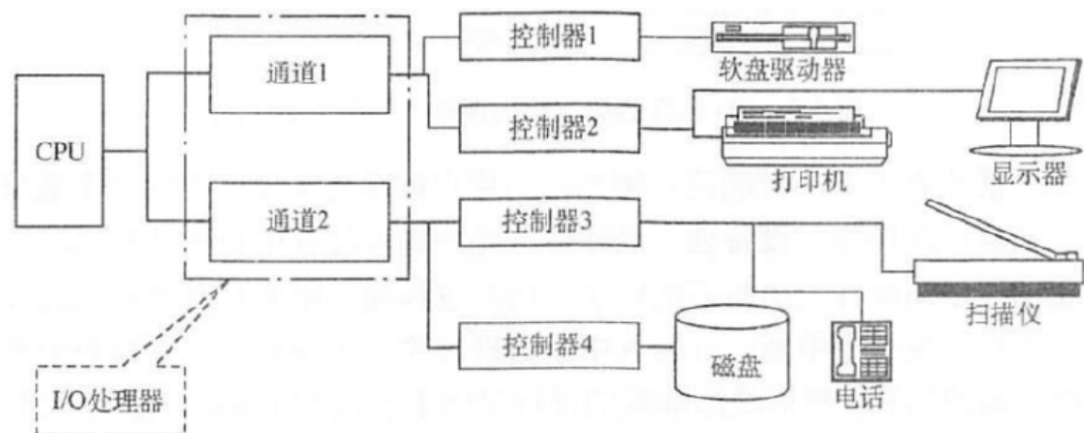 CPU
通道1
通道2
I/O处理器
控制器1
控制器2
控制器3
控制器4
软盘驱动器
打印机
显示器
扫描仪
磁盘
电话